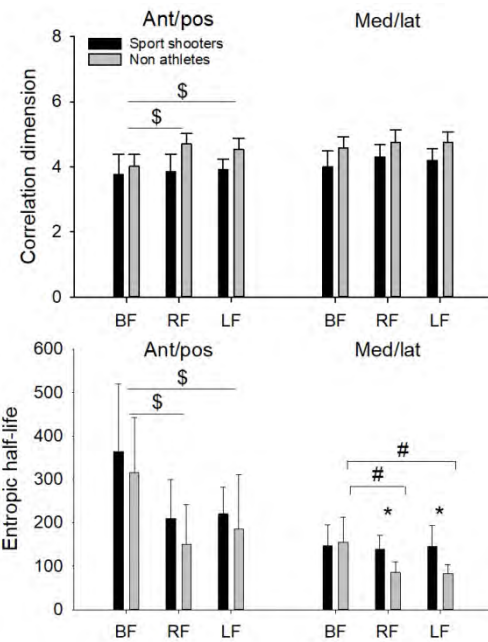 Ant/pos Med/lat
Sport shooters
Non athletes
Correlation dimension
8
6
4
2
0
$
$
BF RF LF BF RF LF
Ant/pos Med/lat
Entropic half-life
600
500
400
300
200
100
0
$
$
#
#
* *
BF RF LF BF RF LF